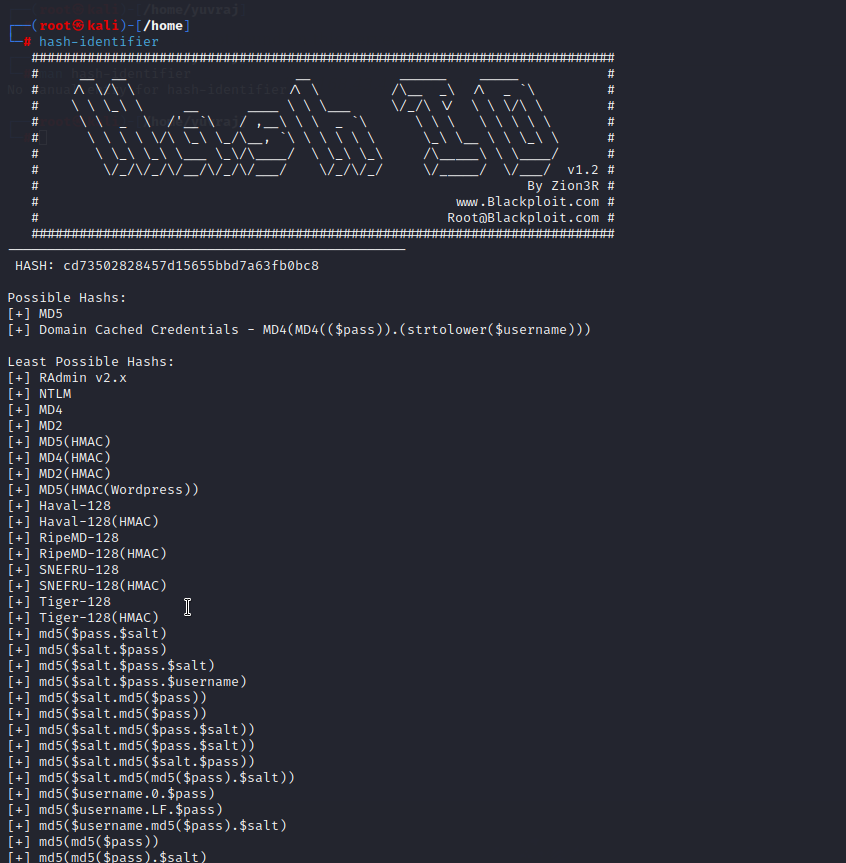 (root㉿kali)-[/home]
# hash-identifier
#########################################################################
# __ __ __ ______ _____ #
# /\ \/\ \ /\ \ /\__ _\ /\ _ `\ #
# \ \ \_\ \ __ ____ \ \ \___ \/_/\ \/ \ \ \/\ \ #
# \ \ _ \ /'__`\ / ,__\ \ \ _ `\ \ \ \ \ \ \ \ \ #
# \ \ \ \ \/\ \_\ \_/\__, `\ \ \ \ \ \ \_\ \__ \ \ \_\ \ #
# \ \_\ \_\ \___ \_\/\____/ \ \_\ \_\ /\_____\ \ \____/ #
# \/_/\/_/\/__/\/_/\/___/ \/_/\/_/ \/_____/ \/___/ v1.2 #
# By Zion3R #
# www.Blackploit.com #
# Root@Blackploit.com #
#########################################################################
--------------------------------------------------
HASH: cd73502828457d15655bbd7a63fb0bc8
Possible Hashs:
[+] MD5
[+] Domain Cached Credentials - MD4(MD4(($pass)).(strtolower($username)))
Least Possible Hashs:
[+] RAdmin v2.x
[+] NTLM
[+] MD4
[+] MD2
[+] MD5(HMAC)
[+] MD4(HMAC)
[+] MD2(HMAC)
[+] MD5(HMAC(Wordpress))
[+] Haval-128
[+] Haval-128(HMAC)
[+] RipeMD-128
[+] RipeMD-128(HMAC)
[+] SNEFRU-128
[+] SNEFRU-128(HMAC)
[+] Tiger-128
[+] Tiger-128(HMAC)
[+] md5($pass.$salt)
[+] md5($salt.$pass)
[+] md5($salt.$pass.$salt)
[+] md5($salt.$pass.$username)
[+] md5($salt.md5($pass))
[+] md5($salt.md5($pass))
[+] md5($salt.md5($pass.$salt))
[+] md5($salt.md5($pass.$salt))
[+] md5($salt.md5($salt.$pass))
[+] md5($salt.md5(md5($pass).$salt))
[+] md5($username.0.$pass)
[+] md5($username.LF.$pass)
[+] md5($username.md5($pass).$salt)
[+] md5(md5($pass))
[+] md5(md5($pass).$salt)